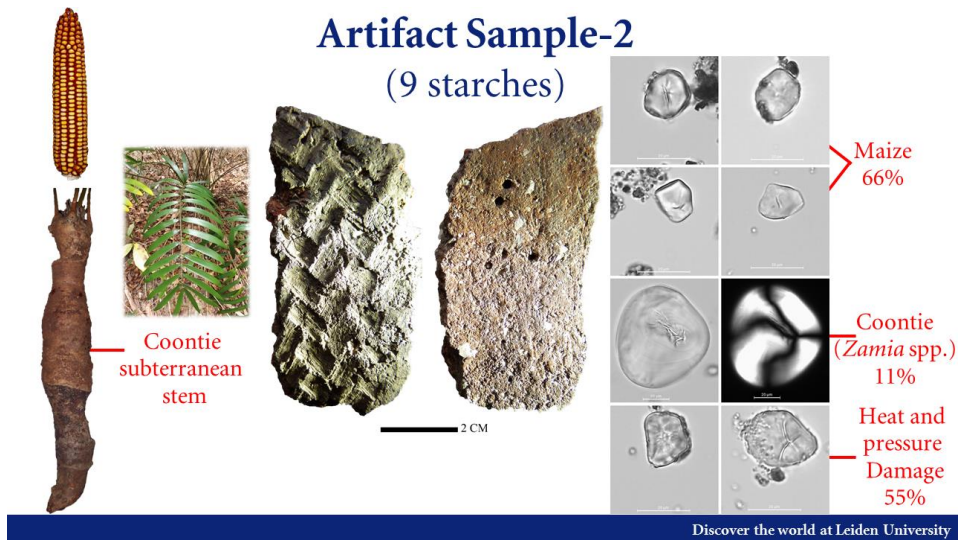 Artifact Sample-2
(9 starches)
Maize
66%
Coontie
subterranean
stem
2 CM
Coontie
(Zamia spp.)
11%
Heat and
pressure
Damage
55%
Discover the world at Leiden University